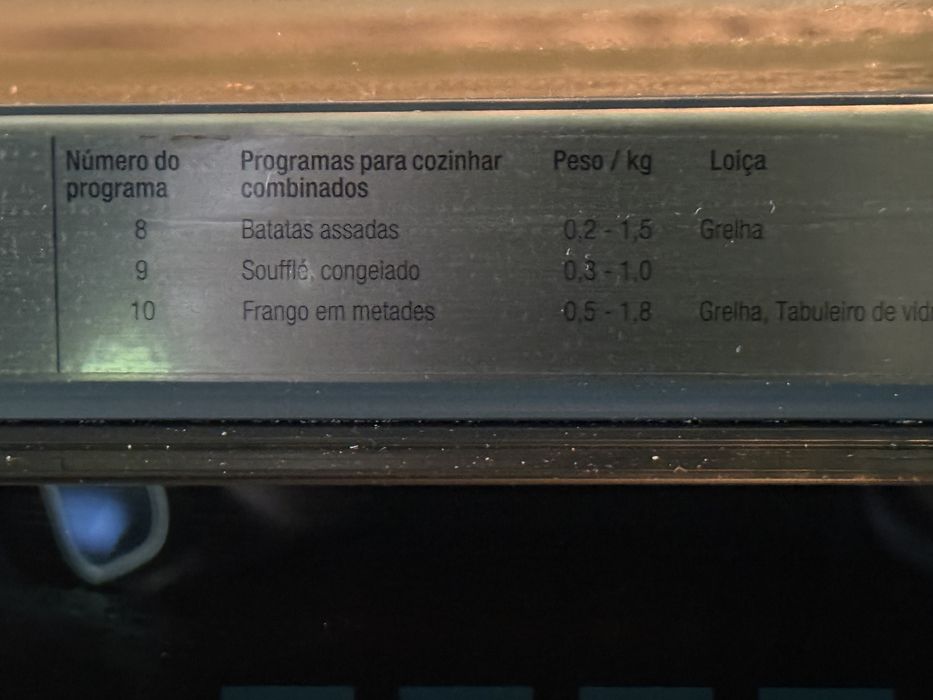 Número do programa Programas para cozinhar combinados Peso / kg Loiça
8 Batatas assadas 0,2 - 1,5 Grelha
9 Soufflé, congelado 0,3 - 1,0
10 Frango em metades 0,5 - 1,8 Grelha, Tabuleiro de